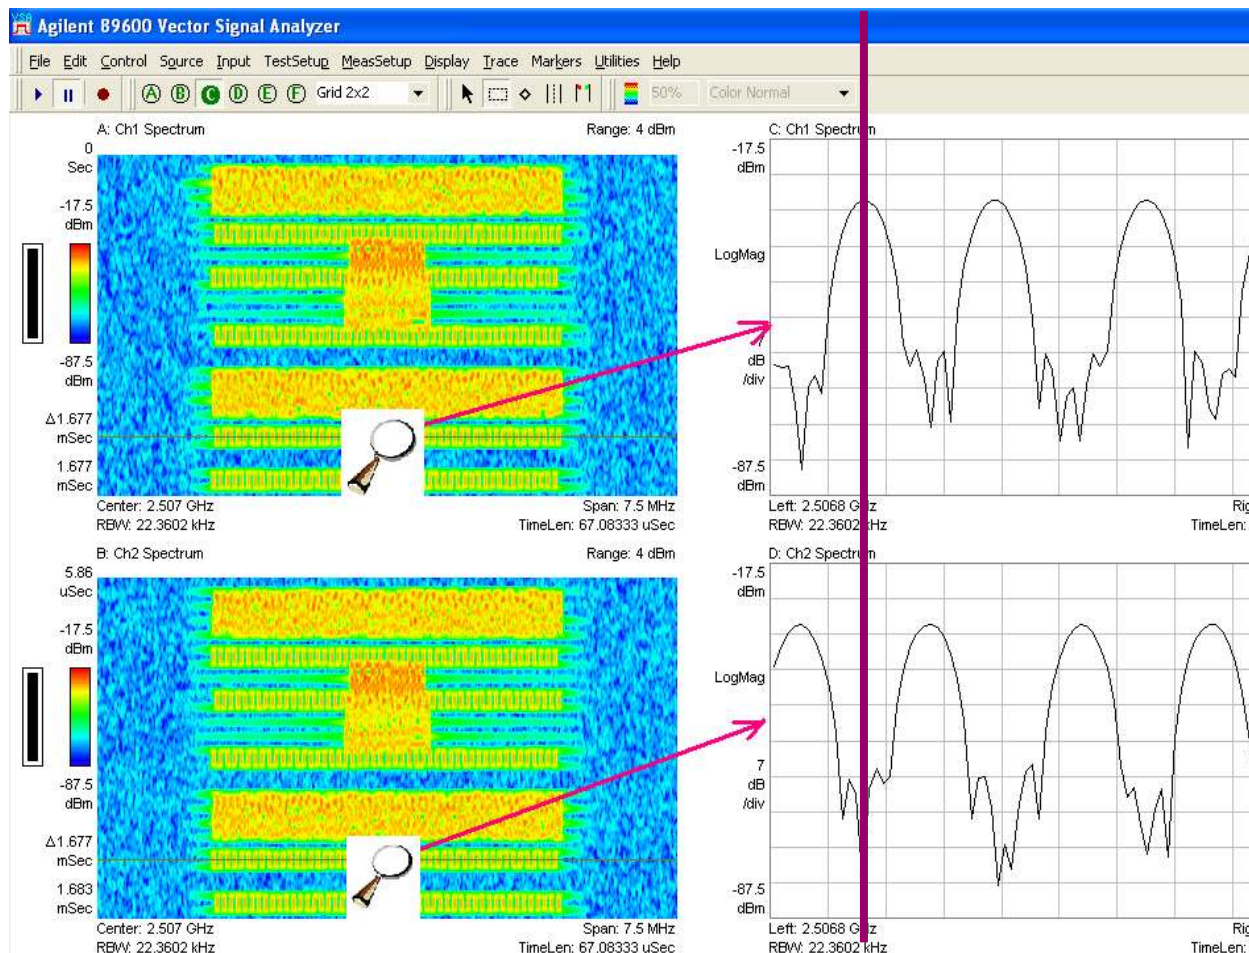 Agilent 89600 Vector Signal Analyzer
File Edit Control Source Input TestSetup MeasSetup Display Trace Markers Utilities Help
A B C D E F Grid 2x2 50% Color Normal
A: Ch1 Spectrum Range: 4 dBm
0
Sec
-17.5
dBm
-87.5
dBm
Δ1.677
mSec
1.677
mSec
Center: 2.507 GHz Span: 7.5 MHz
RBW: 22.3602 kHz TimeLen: 67.08333 uSec
C: Ch1 Spectrum
-17.5
dBm
LogMag
7
dB
/div
-87.5
dBm
Left: 2.5068 GHz Rig
RBW: 22.3602 kHz TimeLen:
B: Ch2 Spectrum Range: 4 dBm
5.86
uSec
-17.5
dBm
-87.5
dBm
Δ1.677
mSec
1.683
mSec
Center: 2.507 GHz Span: 7.5 MHz
RBW: 22.3602 kHz TimeLen: 67.08333 uSec
D: Ch2 Spectrum
-17.5
dBm
LogMag
7
dB
/div
-87.5
dBm
Left: 2.5068 GHz Rig
RBW: 22.3602 kHz TimeLen: